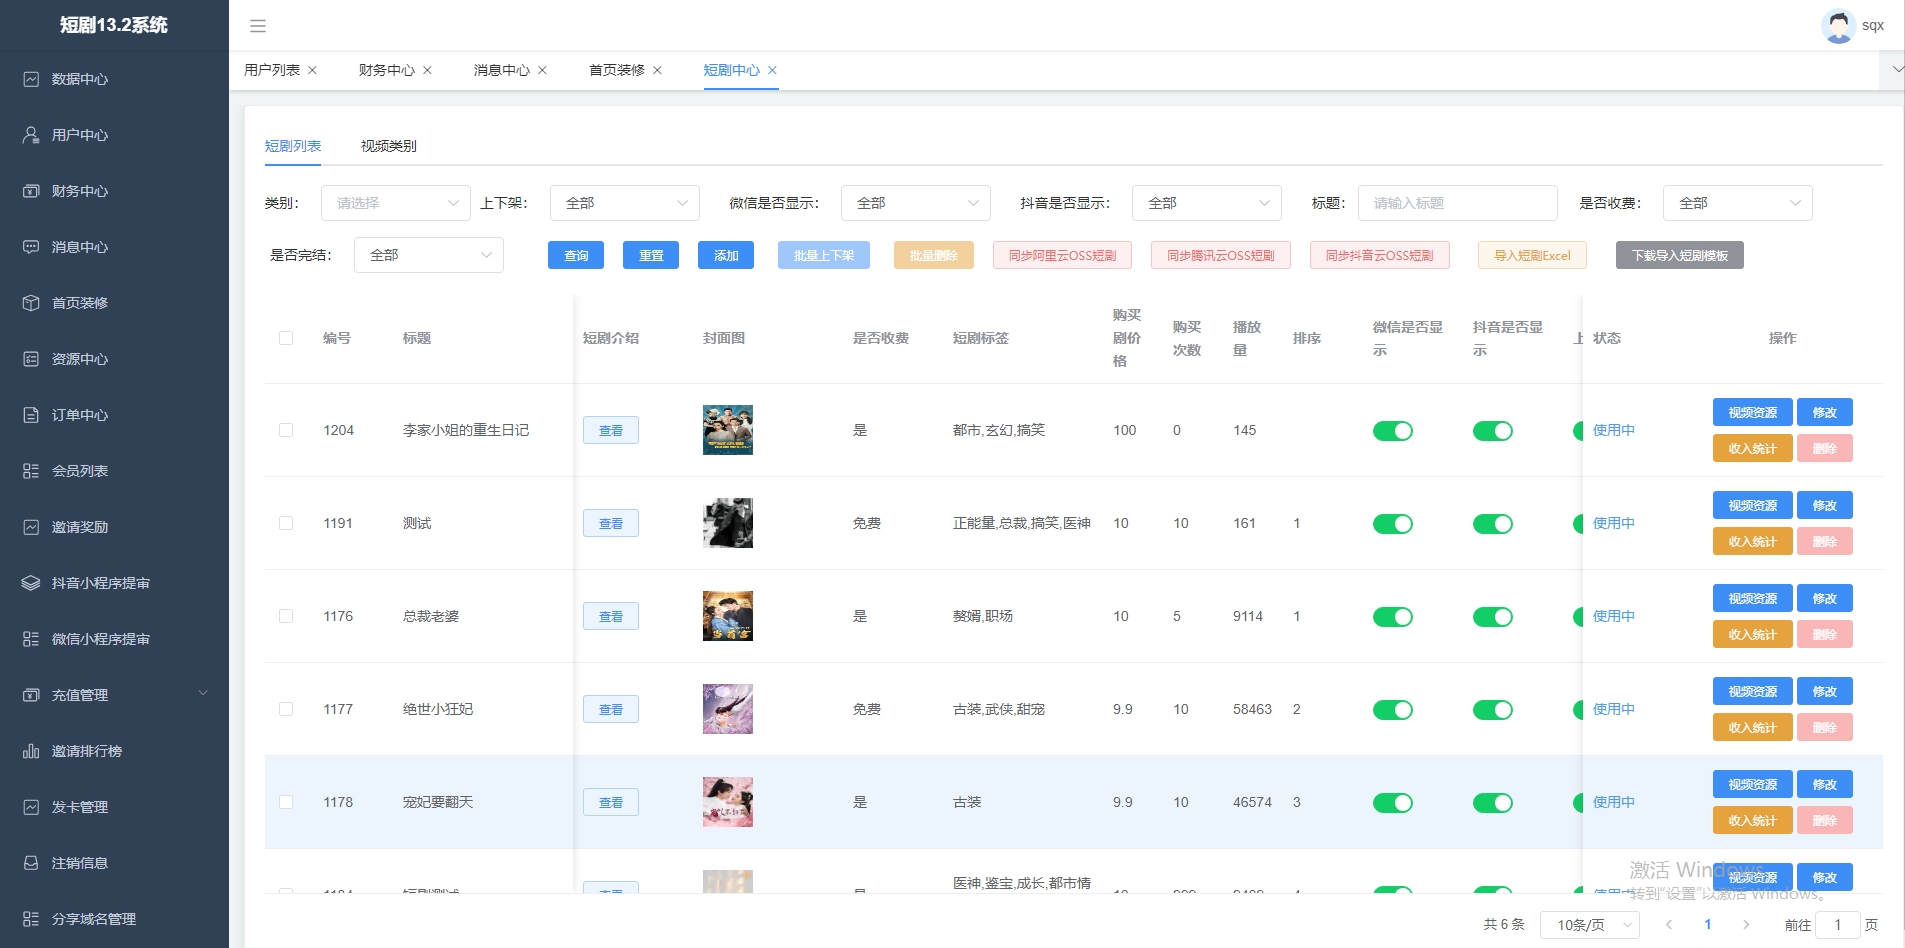 短剧13.2系统
sqx
用户列表
财务中心
消息中心
首页装修
短剧中心
数据中心
用户中心
财务中心
消息中心
首页装修
资源中心
订单中心
会员列表
邀请奖励
抖音小程序提审
微信小程序提审
充值管理
邀请排行榜
发卡管理
注销信息
分享域名管理
短剧列表 视频类别
类别： 请选择 上下架： 全部 微信是否显示： 全部 抖音是否显示： 全部 标题： 请输入标题 是否收费： 全部
是否完结： 全部 查询 重置 添加 批量上下架 批量删除 同步阿里云OSS短剧 同步腾讯云OSS短剧 同步抖音云OSS短剧 导入短剧Excel 下载导入短剧模板
编号 标题 短剧介绍 封面图 是否收费 短剧标签 购买剧价格 购买次数 播放量 排序 微信是否显示 抖音是否显示 上 状态 操作
1204 李家小姐的重生日记 查看 是 都市,玄幻,搞笑 100 0 145 使用中 视频资源 修改
收入统计 删除
1191 测试 查看 免费 正能量,总裁,搞笑,医神 10 10 161 1 使用中 视频资源 修改
收入统计 删除
1176 总裁老婆 查看 是 赘婿,职场 10 5 9114 1 使用中 视频资源 修改
收入统计 删除
1177 绝世小狂妃 查看 免费 古装,武侠,甜宠 9.9 10 58463 2 使用中 视频资源 修改
收入统计 删除
1178 宠妃要翻天 查看 是 古装 9.9 10 46574 3 使用中 视频资源 修改
收入统计 删除
医神,鉴宝,成长,都市情 视频资源 修改
激活 Windows
转到“设置”以激活 Windows。
共 6 条 10条/页 1 前往 1 页